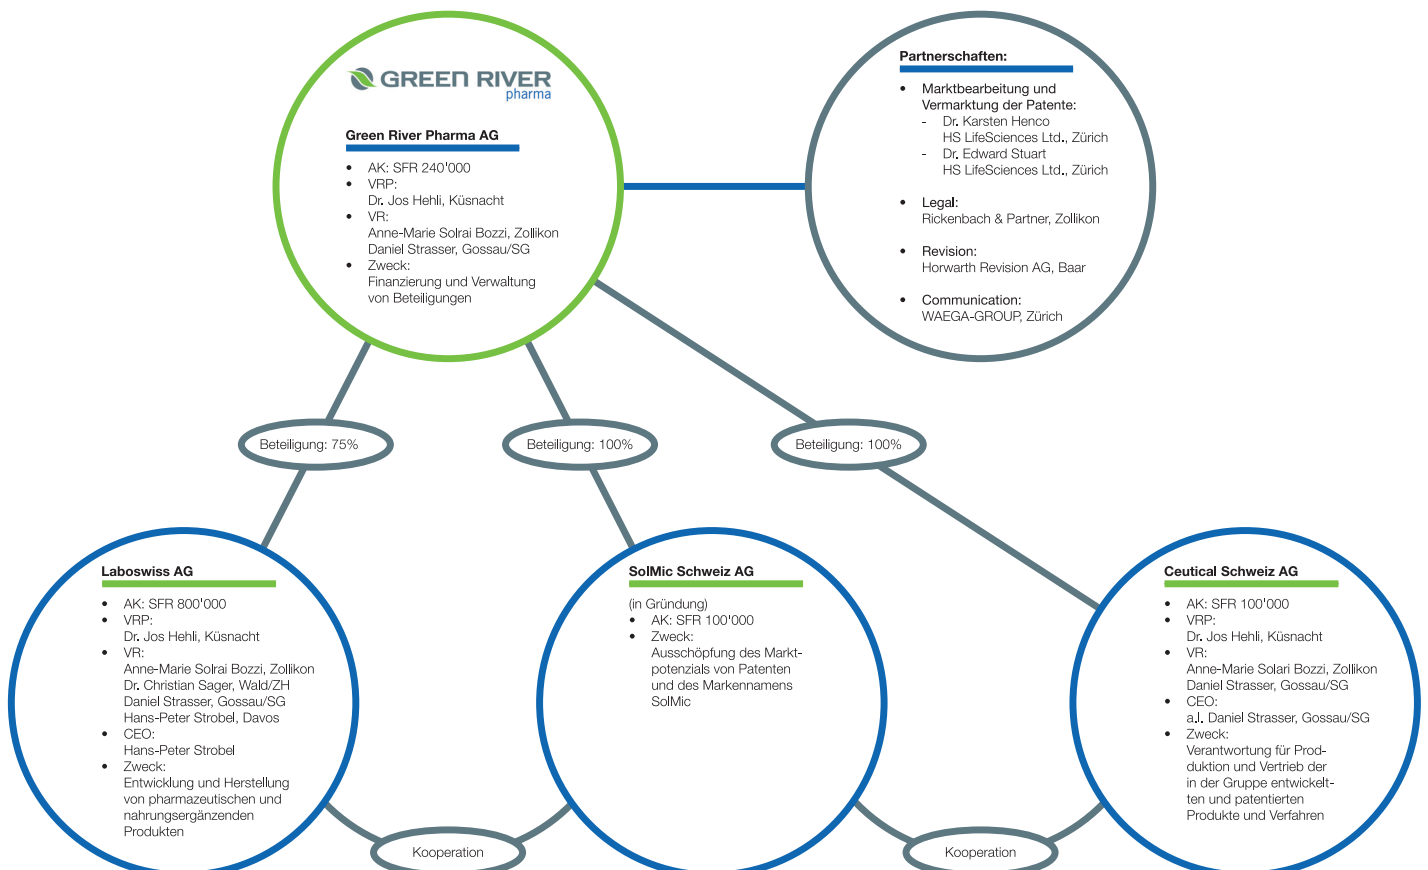 GREEN RIVER
pharma
Green River Pharma AG
• AK: SFR 240'000
• VRP:
Dr. Jos Hehli, Küsnacht
• VR:
Anne-Marie Solrai Bozzi, Zollikon
Daniel Strasser, Gossau/SG
• Zweck:
Finanzierung und Verwaltung
von Beteiligungen
Partnerschaften:
• Marktbearbeitung und
Vermarktung der Patente:
- Dr. Karsten Henco
HS LifeSciences Ltd., Zürich
- Dr. Edward Stuart
HS LifeSciences Ltd., Zürich
• Legal:
Rickenbach & Partner, Zollikon
• Revision:
Horwarth Revision AG, Baar
• Communication:
WAEGA-GROUP, Zürich
Beteiligung: 75%
Beteiligung: 100%
Beteiligung: 100%
Laboswiss AG
• AK: SFR 800'000
• VRP:
Dr. Jos Hehli, Küsnacht
• VR:
Anne-Marie Solrai Bozzi, Zollikon
Dr. Christian Sager, Wald/ZH
Daniel Strasser, Gossau/SG
Hans-Peter Strobel, Davos
• CEO:
Hans-Peter Strobel
• Zweck:
Entwicklung und Herstellung
von pharmazeutischen und
nahrungsergänzenden
Produkten
SolMic Schweiz AG
(in Gründung)
• AK: SFR 100'000
• Zweck:
Ausschöpfung des Markt-
potenzials von Patenten
und des Markennamens
SolMic
Ceutical Schweiz AG
• AK: SFR 100'000
• VRP:
Dr. Jos Hehli, Küsnacht
• VR:
Anne-Marie Solari Bozzi, Zollikon
Daniel Strasser, Gossau/SG
• CEO:
a.I. Daniel Strasser, Gossau/SG
• Zweck:
Verantwortung für Prod-
duktion und Vertrieb der
in der Gruppe entwickelt-
ten und patentierten
Produkte und Verfahren
Kooperation
Kooperation